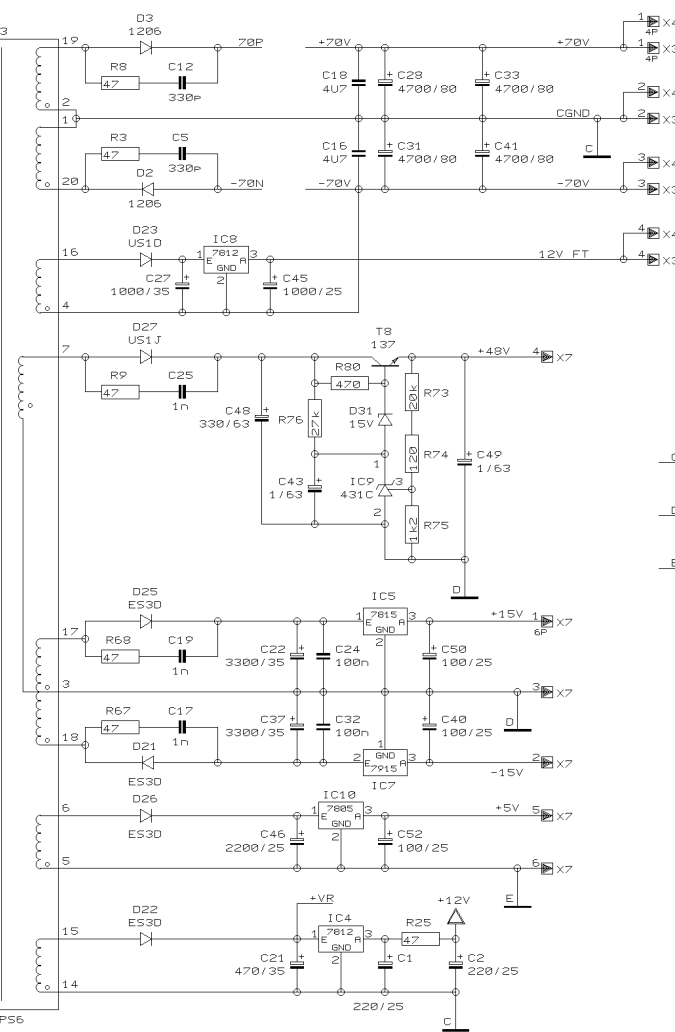 3
D3
1206
19
70P
+70V
+70V
1
X4
4P
1
X3
4P
R8
47
C12
330P
C18
4U7
C28
4700/80
C33
4700/80
2
2
X4
1
CGND
2
X3
R3
47
C5
330P
C16
4U7
C31
4700/80
C41
4700/80
C
3
X4
20
D2
1206
-70N
-70V
-70V
3
X3
D23
US1D
IC8
7812
4
X4
16
1
E
A
3
GND
2
12V FT
4
X3
C27
1000/35
C45
1000/25
4
D27
US1J
T8
137
7
+48V
4
X7
R9
47
C25
1n
R80
470
20k
R73
C48
330/63
R76
27k
D31
15V
120
R74
1
C49
1/63
C43
1/63
IC9
431C
3
2
1k2
R75
D
D25
ES3D
IC5
7815
17
1
E
A
3
GND
2
+15V
1
X7
6P
R68
47
C19
1n
C22
3300/35
C24
100n
C50
100/25
3
3
X7
R67
47
C17
1n
C37
3300/35
C32
100n
C40
100/25
D
18
D21
ES3D
1
GND
2
E
A
3
7915
IC7
2
X7
-15V
D26
ES3D
IC10
7805
6
1
E
A
3
GND
2
+5V
5
X7
C46
2200/25
C52
100/25
5
6
X7
E
D22
ES3D
+VR
IC4
7812
+12V
15
1
E
A
3
GND
2
R25
47
C21
470/35
C1
220/25
C2
220/25
14
C
PS6